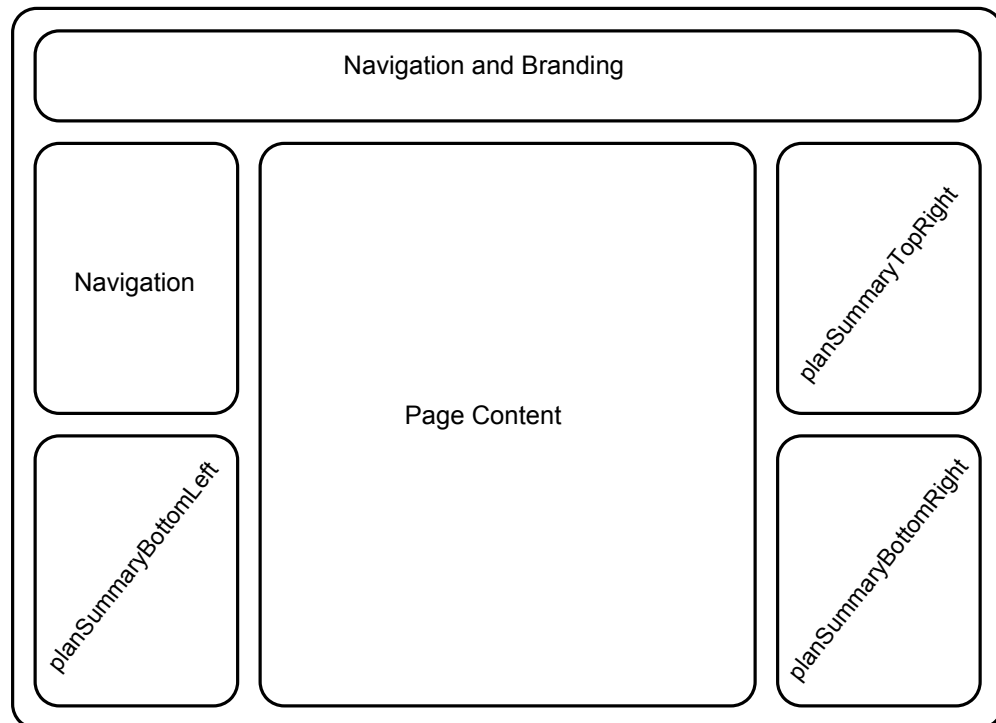 Navigation and Branding
Navigation
planSummaryTopRight
Page Content
planSummaryBottomLeft
planSummaryBottomRight